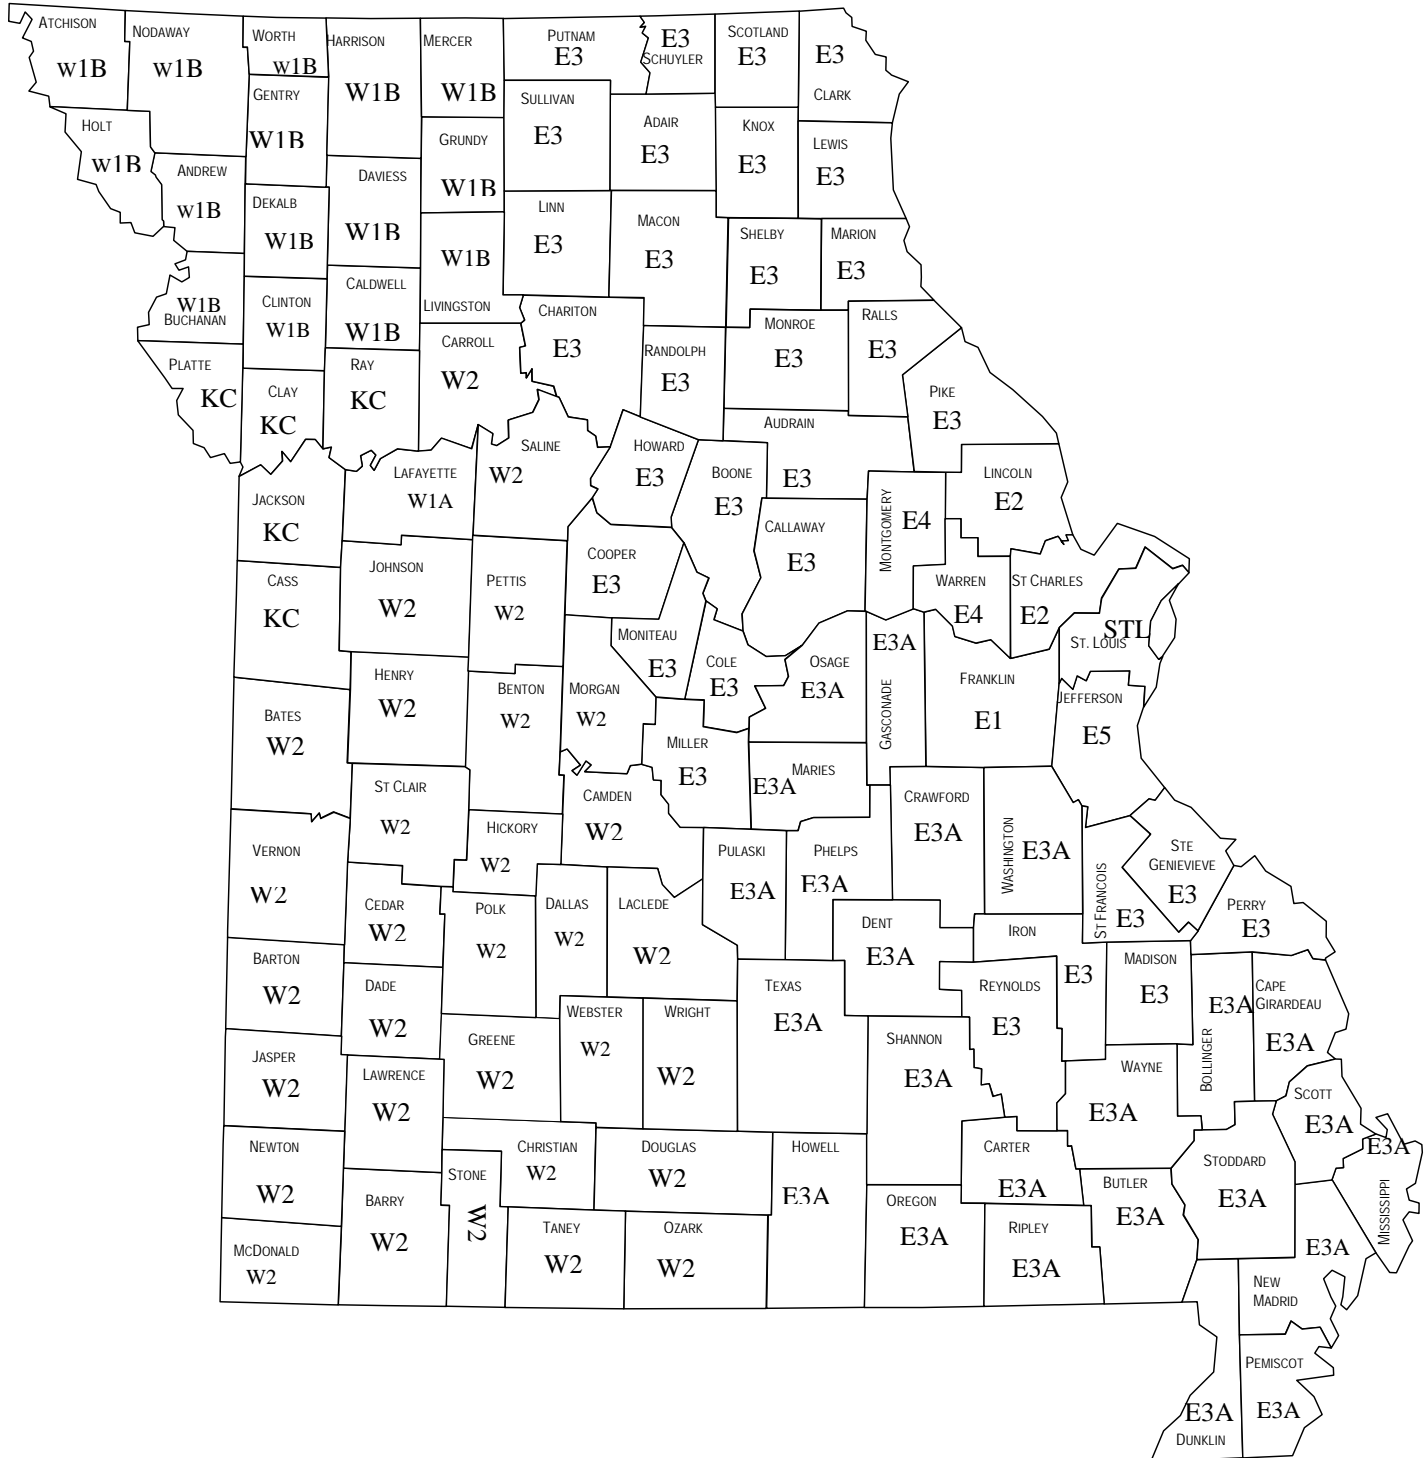 ATCHISON
w1B
NODAWAY
w1B
WORTH
w1B
HARRISON
W1B
MERCER
W1B
PUTNAM
E3
E3
SCHUYLER
SCOTLAND
E3
E3
CLARK
HOLT
w1B
ANDREW
w1B
GENTRY
W1B
DEKALB
W1B
DAVIESS
W1B
GRUNDY
W1B
SULLIVAN
E3
ADAIR
E3
KNOX
E3
LEWIS
E3
W1B
BUCHANAN
CLINTON
W1B
CALDWELL
W1B
W1B
LIVINGSTON
LINN
E3
MACON
E3
SHELBY
E3
MARION
E3
PLATTE
KC
CLAY
KC
RAY
KC
CARROLL
W2
CHARITON
E3
RANDOLPH
E3
MONROE
E3
RALLS
E3
PIKE
E3
JACKSON
KC
LAFAYETTE
W1A
SALINE
W2
HOWARD
E3
BOONE
E3
AUDRAIN
E3
CALLAWAY
E3
MONTGOMERY
E4
LINCOLN
E2
CASS
KC
JOHNSON
W2
PETTIS
W2
COOPER
E3
MONITEAU
E3
COLE
E3
OSAGE
E3A
E3A
GASCONADE
WARREN
E4
ST CHARLES
E2
STL
ST. LOUIS
BATES
W2
HENRY
W2
BENTON
W2
MORGAN
W2
MILLER
E3
MARIES
E3A
FRANKLIN
E1
JEFFERSON
E5
VERNON
W2
ST CLAIR
W2
HICKORY
W2
CAMDEN
W2
PULASKI
E3A
PHELPS
E3A
CRAWFORD
E3A
WASHINGTON
E3A
ST FRANCOIS
E3
STE
GENIEVIEVE
E3
PERRY
E3
BARTON
W2
CEDAR
W2
POLK
W2
DALLAS
W2
LACLEDE
W2
DENT
E3A
IRON
E3
MADISON
E3
BOLLINGER
E3A
CAPE
GIRARDEAU
E3A
JASPER
W2
DADE
W2
GREENE
W2
WEBSTER
W2
WRIGHT
W2
TEXAS
E3A
SHANNON
E3A
REYNOLDS
E3
WAYNE
E3A
SCOTT
E3A
NEWTON
W2
LAWRENCE
W2
CHRISTIAN
W2
DOUGLAS
W2
HOWELL
E3A
CARTER
E3A
BUTLER
E3A
STODDARD
E3A
E3A
MISSISSIPPI
MCDONALD
W2
BARRY
W2
STONE
W2
TANEY
W2
OZARK
W2
OREGON
E3A
RIPLEY
E3A
E3A
NEW
MADRID
E3A
DUNKLIN
PEMISCOT
E3A